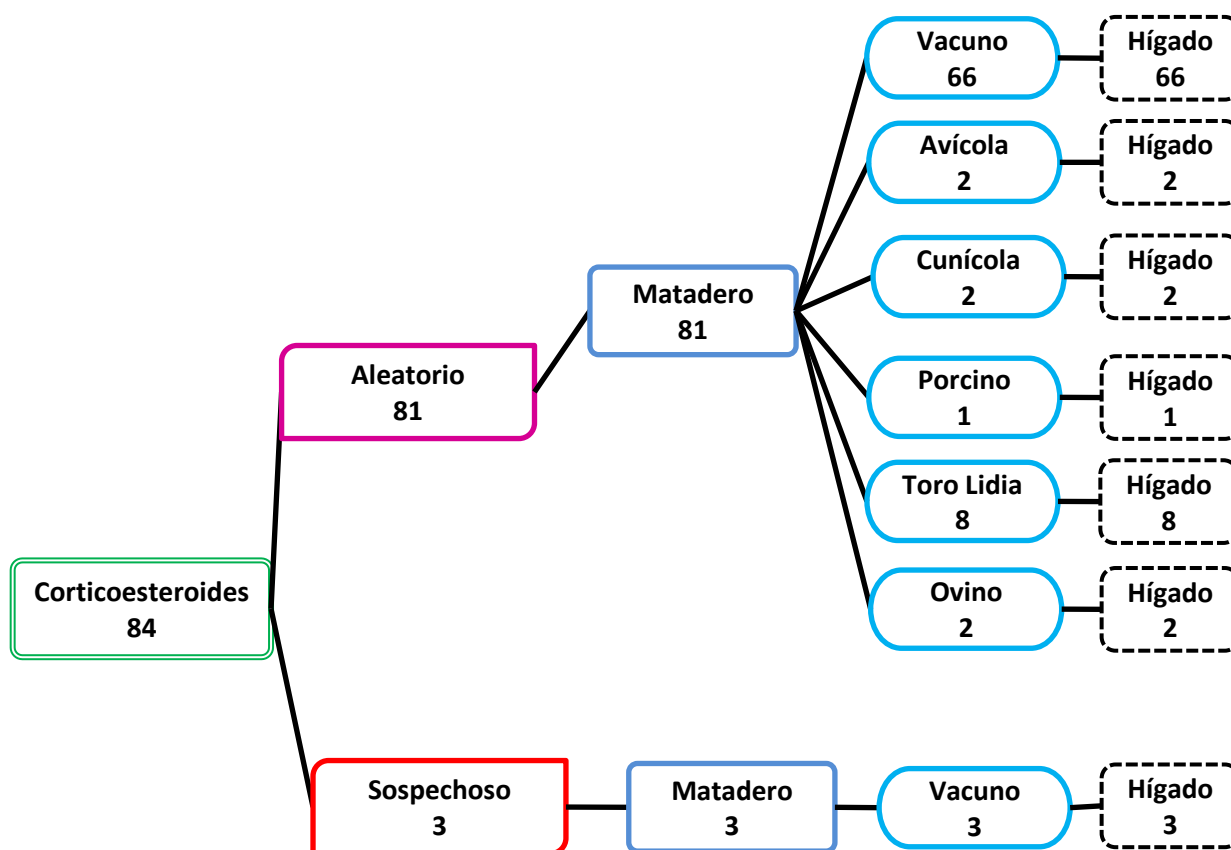 Vacuno
66
Hígado
66
Avícola
2
Hígado
2
Cunícola
2
Hígado
2
Matadero
81
Porcino
1
Hígado
1
Aleatorio
81
Toro Lidia
8
Hígado
8
Corticoesteroides
84
Ovino
2
Hígado
2
Sospechoso
3
Matadero
3
Vacuno
3
Hígado
3